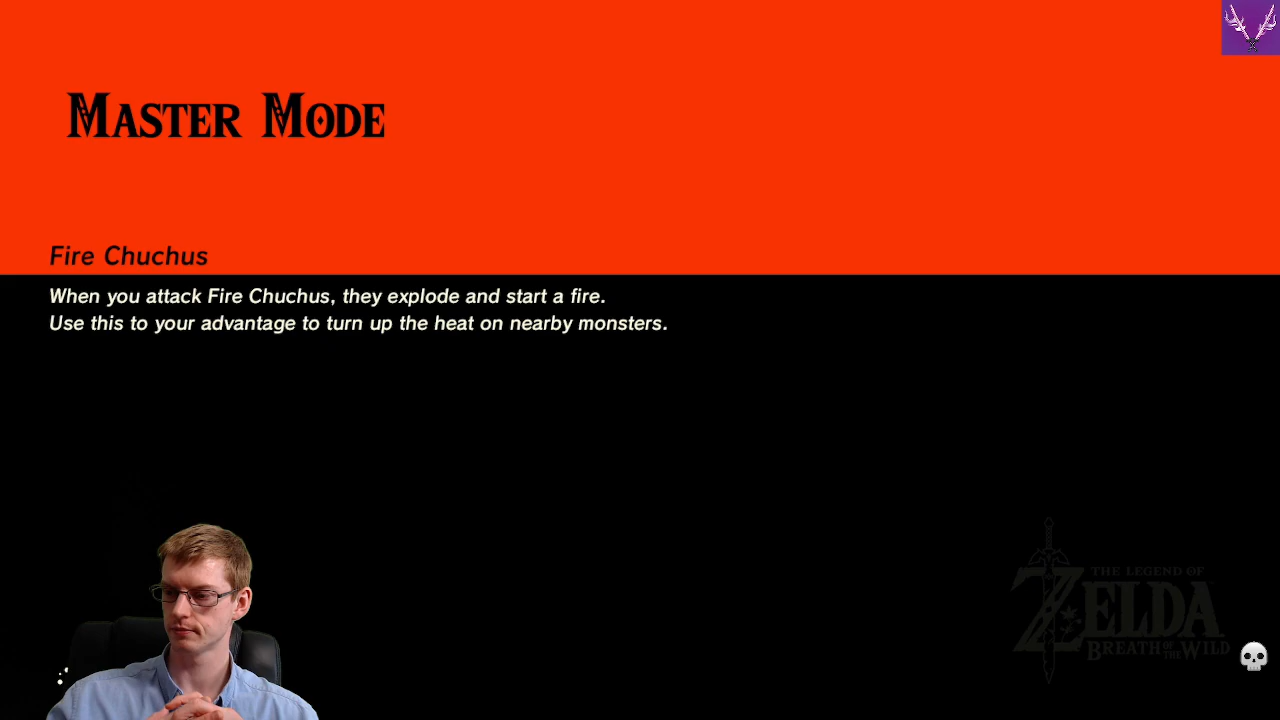 Master Mode
Fire Chuchus
When you attack Fire Chuchus, they explode and start a fire.
Use this to your advantage to turn up the heat on nearby monsters.
THE LEGEND OF
ZELDA
BREATH OF THE WILD